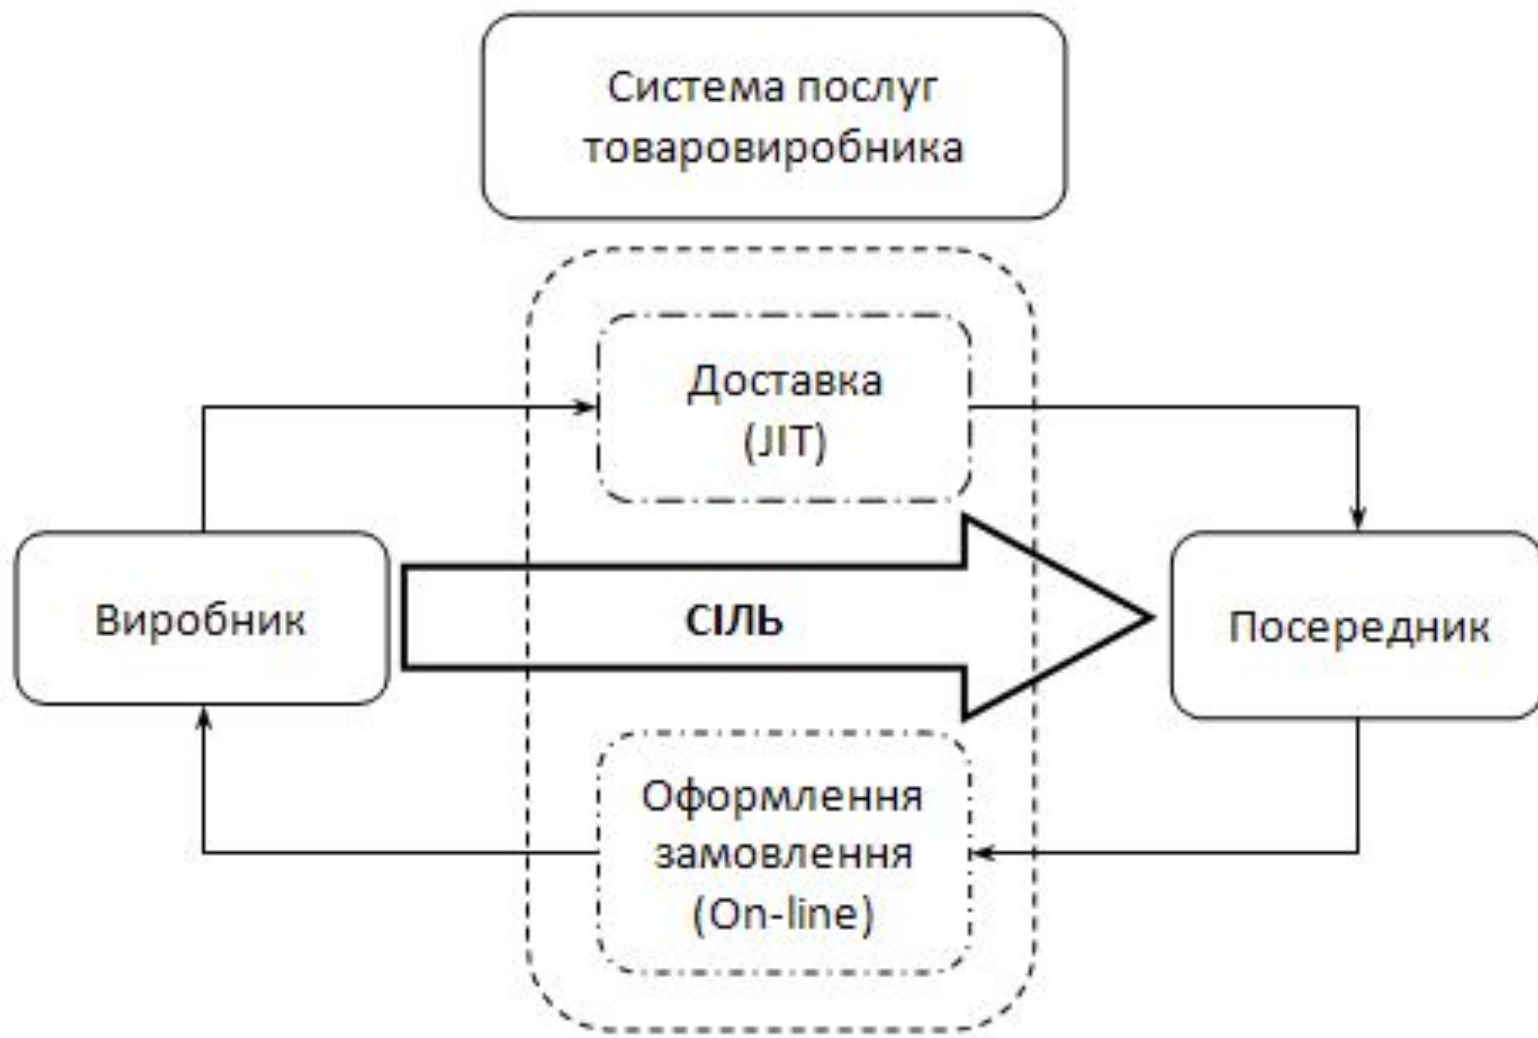 Система послуг
товаровиробника
Доставка
(JIT)
Виробник
СІЛЬ
Посередник
Оформлення
замовлення
(On-line)